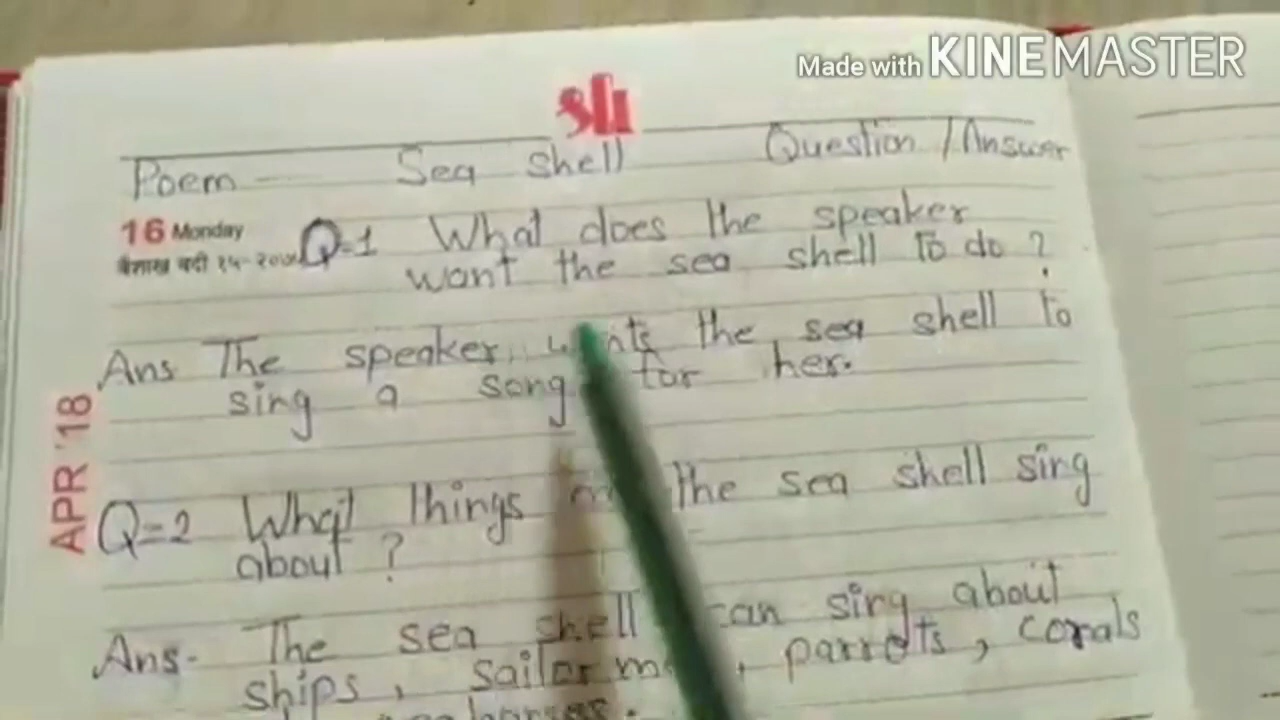 Made with KINEMASTER
sh
Poem - Sea shell Question / Answer
16 Monday
Q=1 What does the speaker
want the sea shell to do ?
Ans The speaker wants the sea shell to
sing a song for her.
APR '18
Q=2 What things the sea shell sing
about ?
Ans- The sea shell can sing about
ships, sailor , parrots, corals